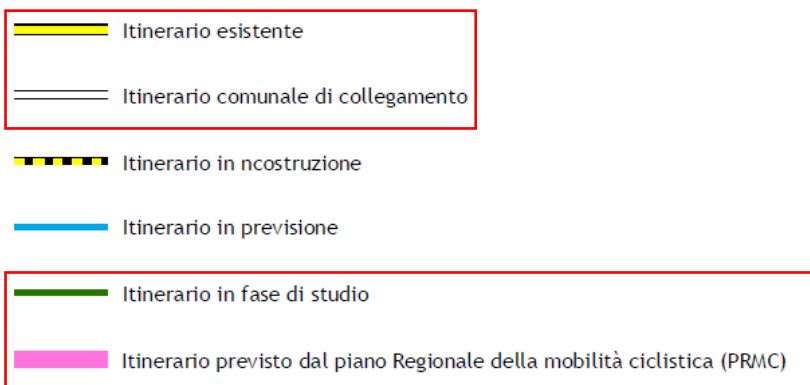 Itinerario esistente
Itinerario comunale di collegamento
Itinerario in ncostruzione
Itinerario in previsione
Itinerario in fase di studio
Itinerario previsto dal piano Regionale della mobilità ciclistica (PRMC)